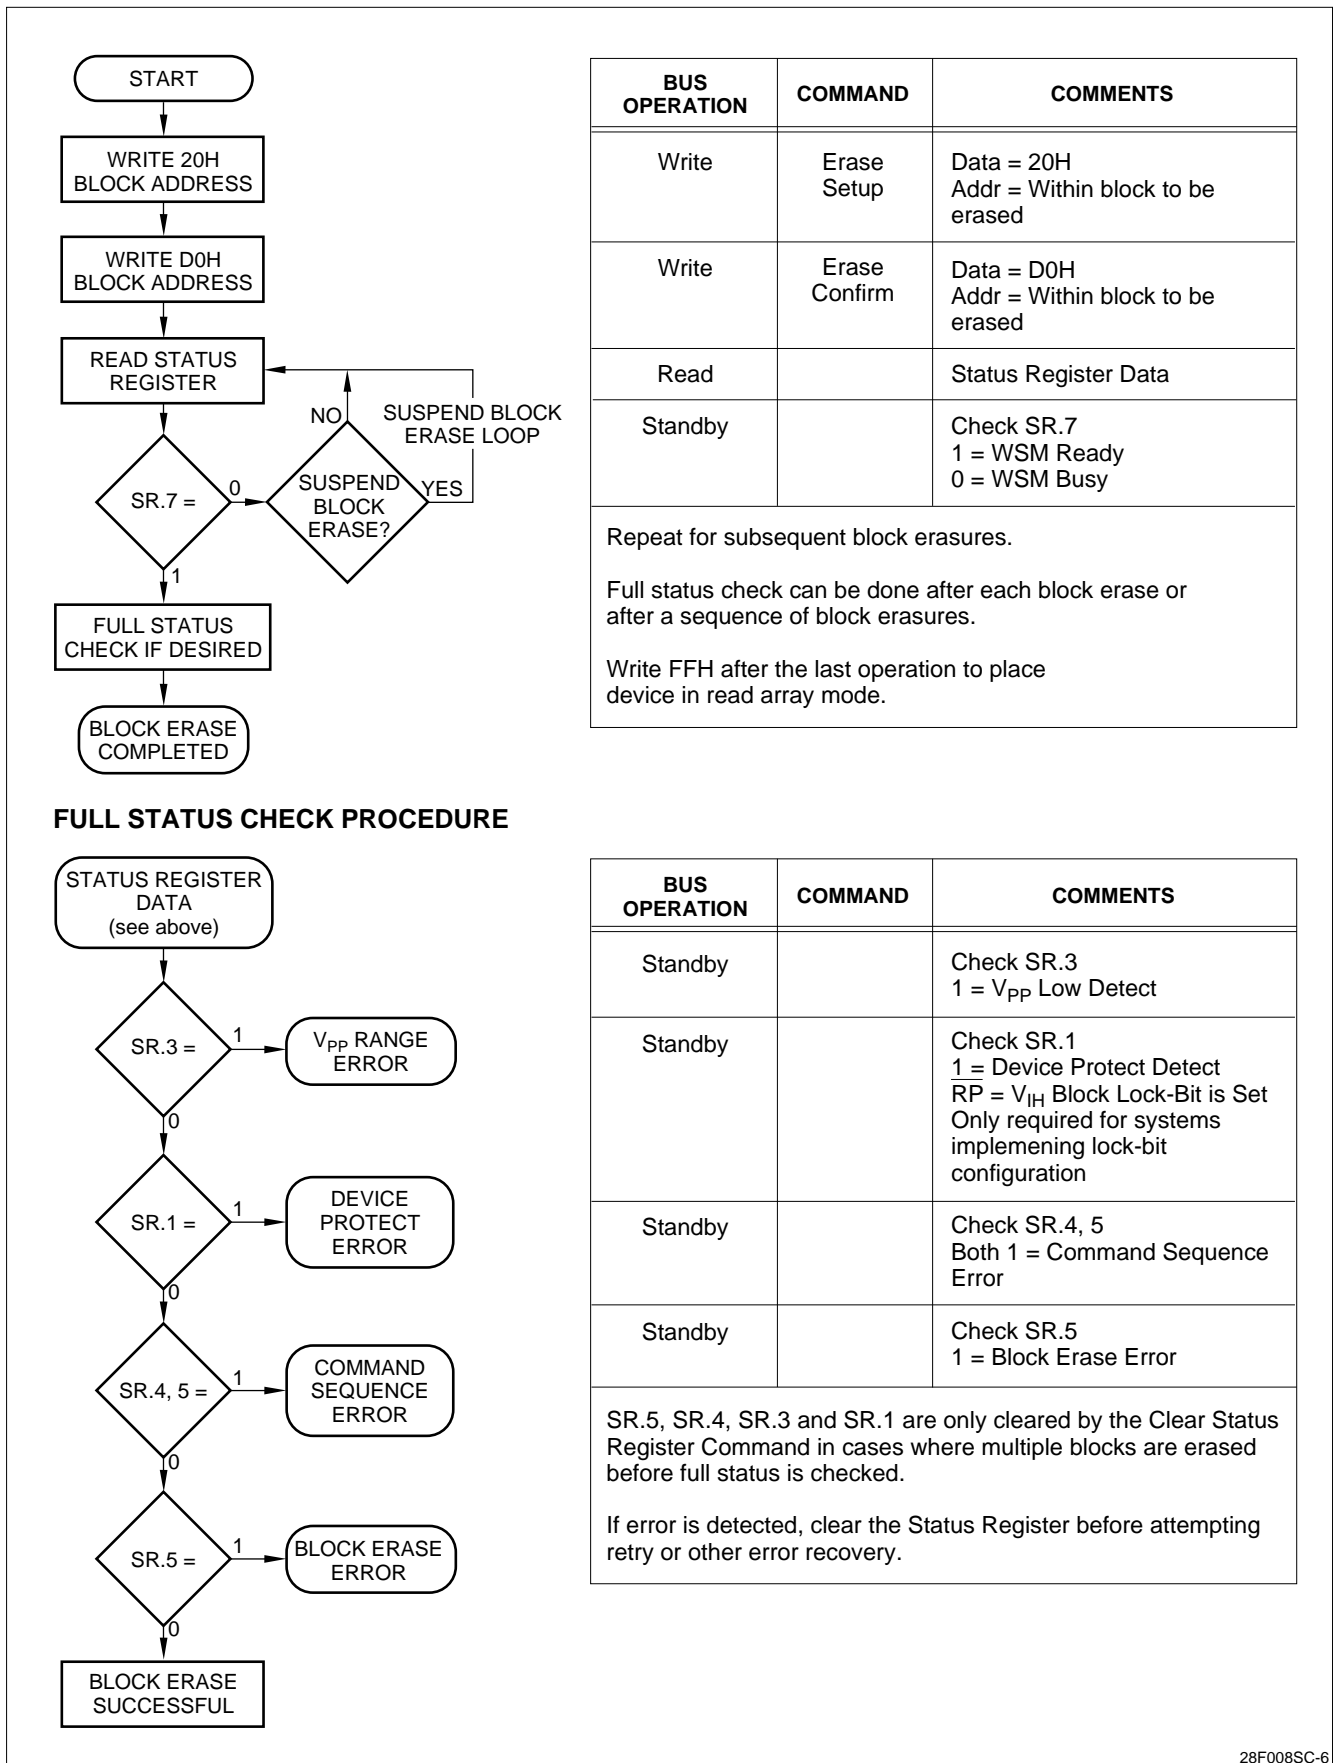 START
WRITE 20H
BLOCK ADDRESS
WRITE D0H
BLOCK ADDRESS
READ STATUS
REGISTER
NO
SUSPEND BLOCK
ERASE LOOP
SR.7 =
0
SUSPEND
BLOCK
ERASE?
YES
1
FULL STATUS
CHECK IF DESIRED
BLOCK ERASE
COMPLETED
BUS
OPERATION
COMMAND
COMMENTS
Write
Erase
Setup
Data = 20H
Addr = Within block to be
erased
Write
Erase
Confirm
Data = D0H
Addr = Within block to be
erased
Read
Status Register Data
Standby
Check SR.7
1 = WSM Ready
0 = WSM Busy
Repeat for subsequent block erasures.
Full status check can be done after each block erase or
after a sequence of block erasures.
Write FFH after the last operation to place
device in read array mode.
FULL STATUS CHECK PROCEDURE
STATUS REGISTER
DATA
(see above)
SR.3 =
1
VPP RANGE
ERROR
0
SR.1 =
1
DEVICE
PROTECT
ERROR
0
SR.4, 5 =
1
COMMAND
SEQUENCE
ERROR
0
SR.5 =
1
BLOCK ERASE
ERROR
0
BLOCK ERASE
SUCCESSFUL
BUS
OPERATION
COMMAND
COMMENTS
Standby
Check SR.3
1 = VPP Low Detect
Standby
Check SR.1
1 = Device Protect Detect
RP = VIH Block Lock-Bit is Set
Only required for systems
implemening lock-bit
configuration
Standby
Check SR.4, 5
Both 1 = Command Sequence
Error
Standby
Check SR.5
1 = Block Erase Error
SR.5, SR.4, SR.3 and SR.1 are only cleared by the Clear Status
Register Command in cases where multiple blocks are erased
before full status is checked.
If error is detected, clear the Status Register before attempting
retry or other error recovery.
28F008SC-6